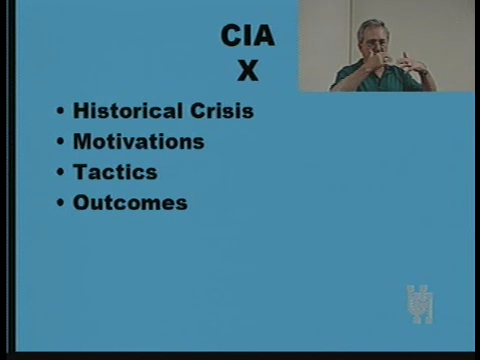 CIA
X
• Historical Crisis
• Motivations
• Tactics
• Outcomes